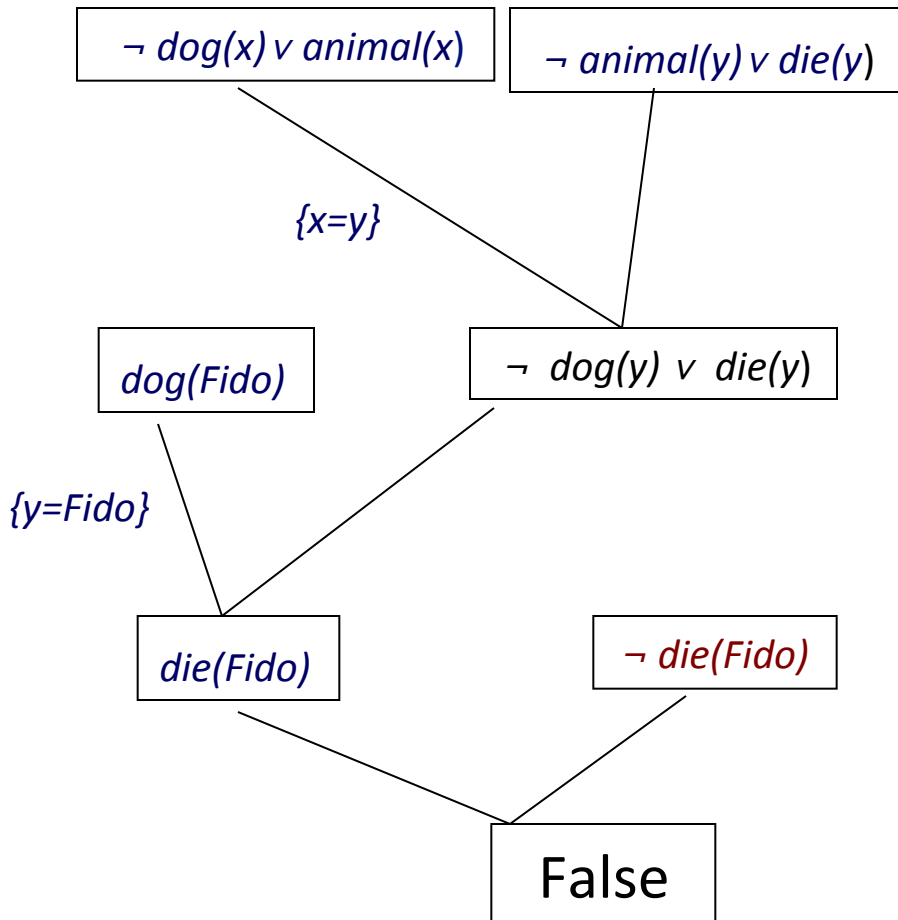 ¬ dog(x) ∨ animal(x)
¬ animal(y) ∨ die(y)
{x=y}
dog(Fido)
¬ dog(y) ∨ die(y)
{y=Fido}
die(Fido)
¬ die(Fido)
False